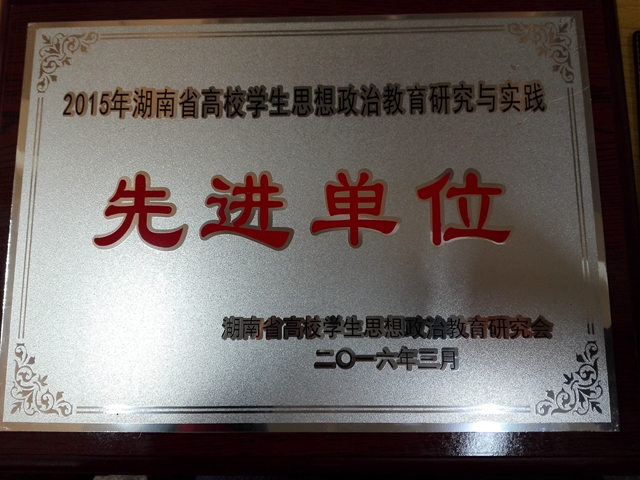 2015年湖南省高校学生思想政治教育研究与实践
先进单位
湖南省高校学生思想政治教育研究会
二〇一六年三月